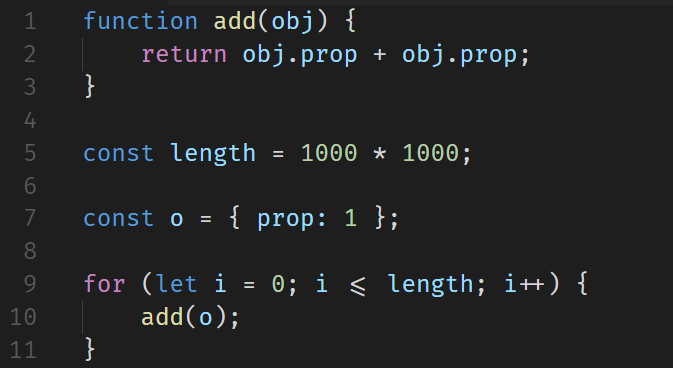 1 function add(obj) {
2 return obj.prop + obj.prop;
3 }
4
5 const length = 1000 * 1000;
6
7 const o = { prop: 1 };
8
9 for (let i = 0; i <= length; i++) {
10 add(o);
11 }